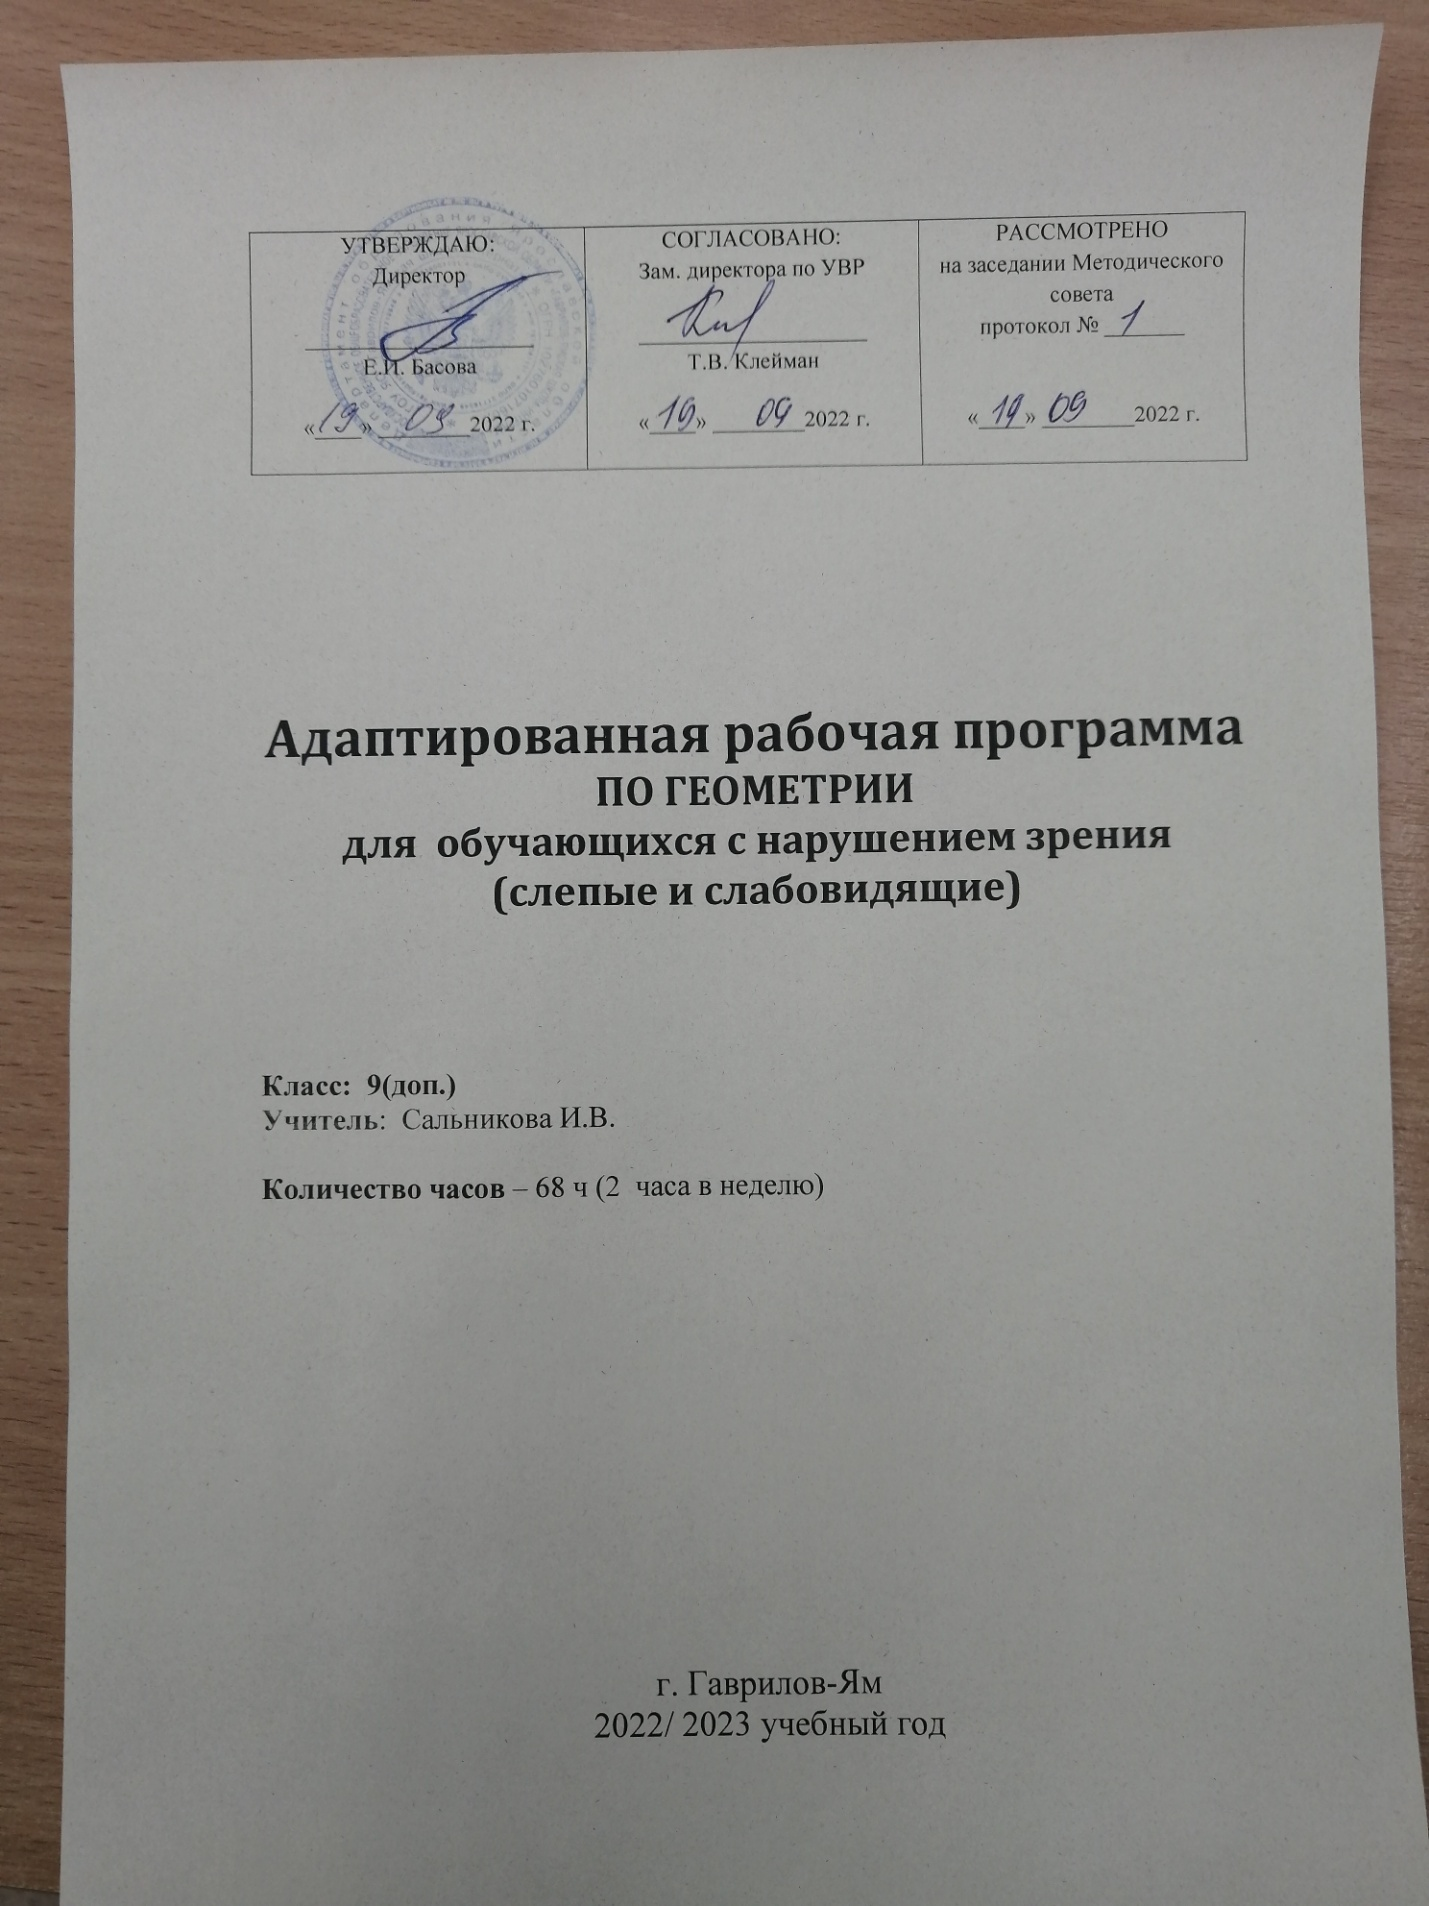 УТВЕРЖДАЮ:
Директор
Е.И. Басова
«19» 09 2022 г.
СОГЛАСОВАНО:
Зам. директора по УВР
Т.В. Клейман
«19» 09 2022 г.
РАССМОТРЕНО
на заседании Методического
совета
протокол № 1
«19» 09 2022 г.
Адаптированная рабочая программа
ПО ГЕОМЕТРИИ
для обучающихся с нарушением зрения
(слепые и слабовидящие)
Класс: 9(доп.)
Учитель: Сальникова И.В.
Количество часов – 68 ч (2 часа в неделю)
г. Гаврилов-Ям
2022/ 2023 учебный год